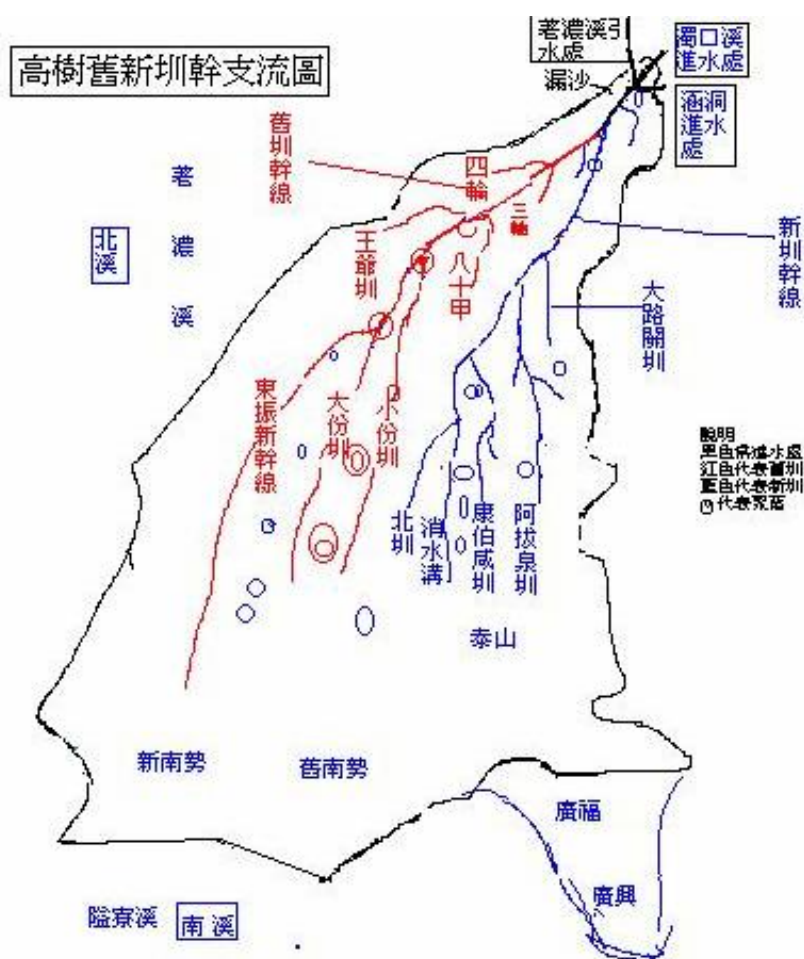 高樹舊新圳幹支流圖
荖濃溪引
水處
濁口溪
進水處
漏沙
涵洞
進水
處
舊圳幹線
四輪
三輪
荖濃溪
北溪
王爺圳
八十甲
新圳幹線
大路關圳
東振新幹線
大份圳
小份圳
說明
黑色係進水處
紅色代表舊圳
藍色代表新圳
代表聚落
北圳
消水溝
康伯咸圳
阿拔泉圳
泰山
新南勢
舊南勢
廣福
廣興
隘寮溪
南溪